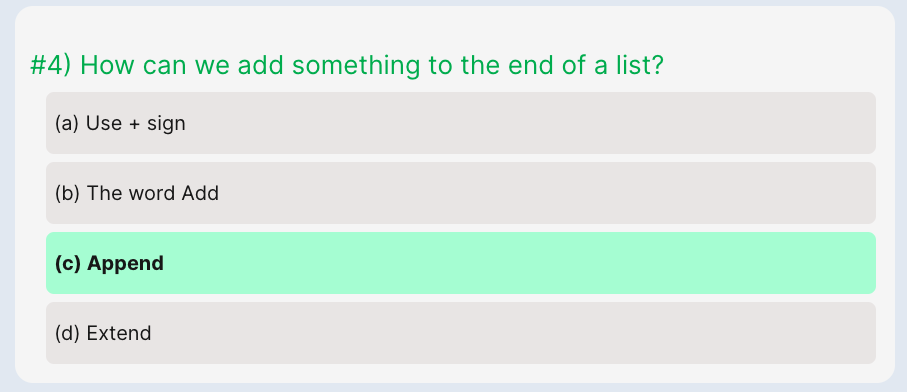 #4) How can we add something to the end of a list?
(a) Use + sign
(b) The word Add
(c) Append
(d) Extend